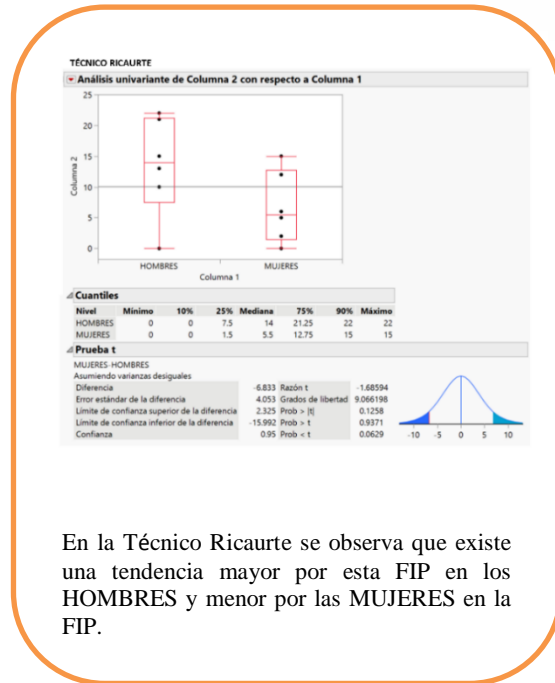 TÉCNICO RICAURTE
Análisis univariante de Columna 2 con respecto a Columna 1
25
20
15
10
5
0
Columna 2
HOMBRES MUJERES
Columna 1
Cuantiles
Nivel Mínimo 10% 25% Mediana 75% 90% Máximo
HOMBRES 0 0 7.5 14 21.25 22 22
MUJERES 0 0 1.5 5.5 12.75 15 15
Prueba t
MUJERES-HOMBRES
Asumiendo varianzas desiguales
Diferencia -6.833 Razón t -1.68594
Error estándar de la diferencia 4.053 Grados de libertad 9.066198
Límite de confianza superior de la diferencia 2.325 Prob > |t| 0.1258
Límite de confianza inferior de la diferencia -15.992 Prob > t 0.9371
Confianza 0.95 Prob < t 0.0629
-10 -5 0 5 10
En la Técnico Ricaurte se observa que existe
una tendencia mayor por esta FIP en los
HOMBRES y menor por las MUJERES en la
FIP.